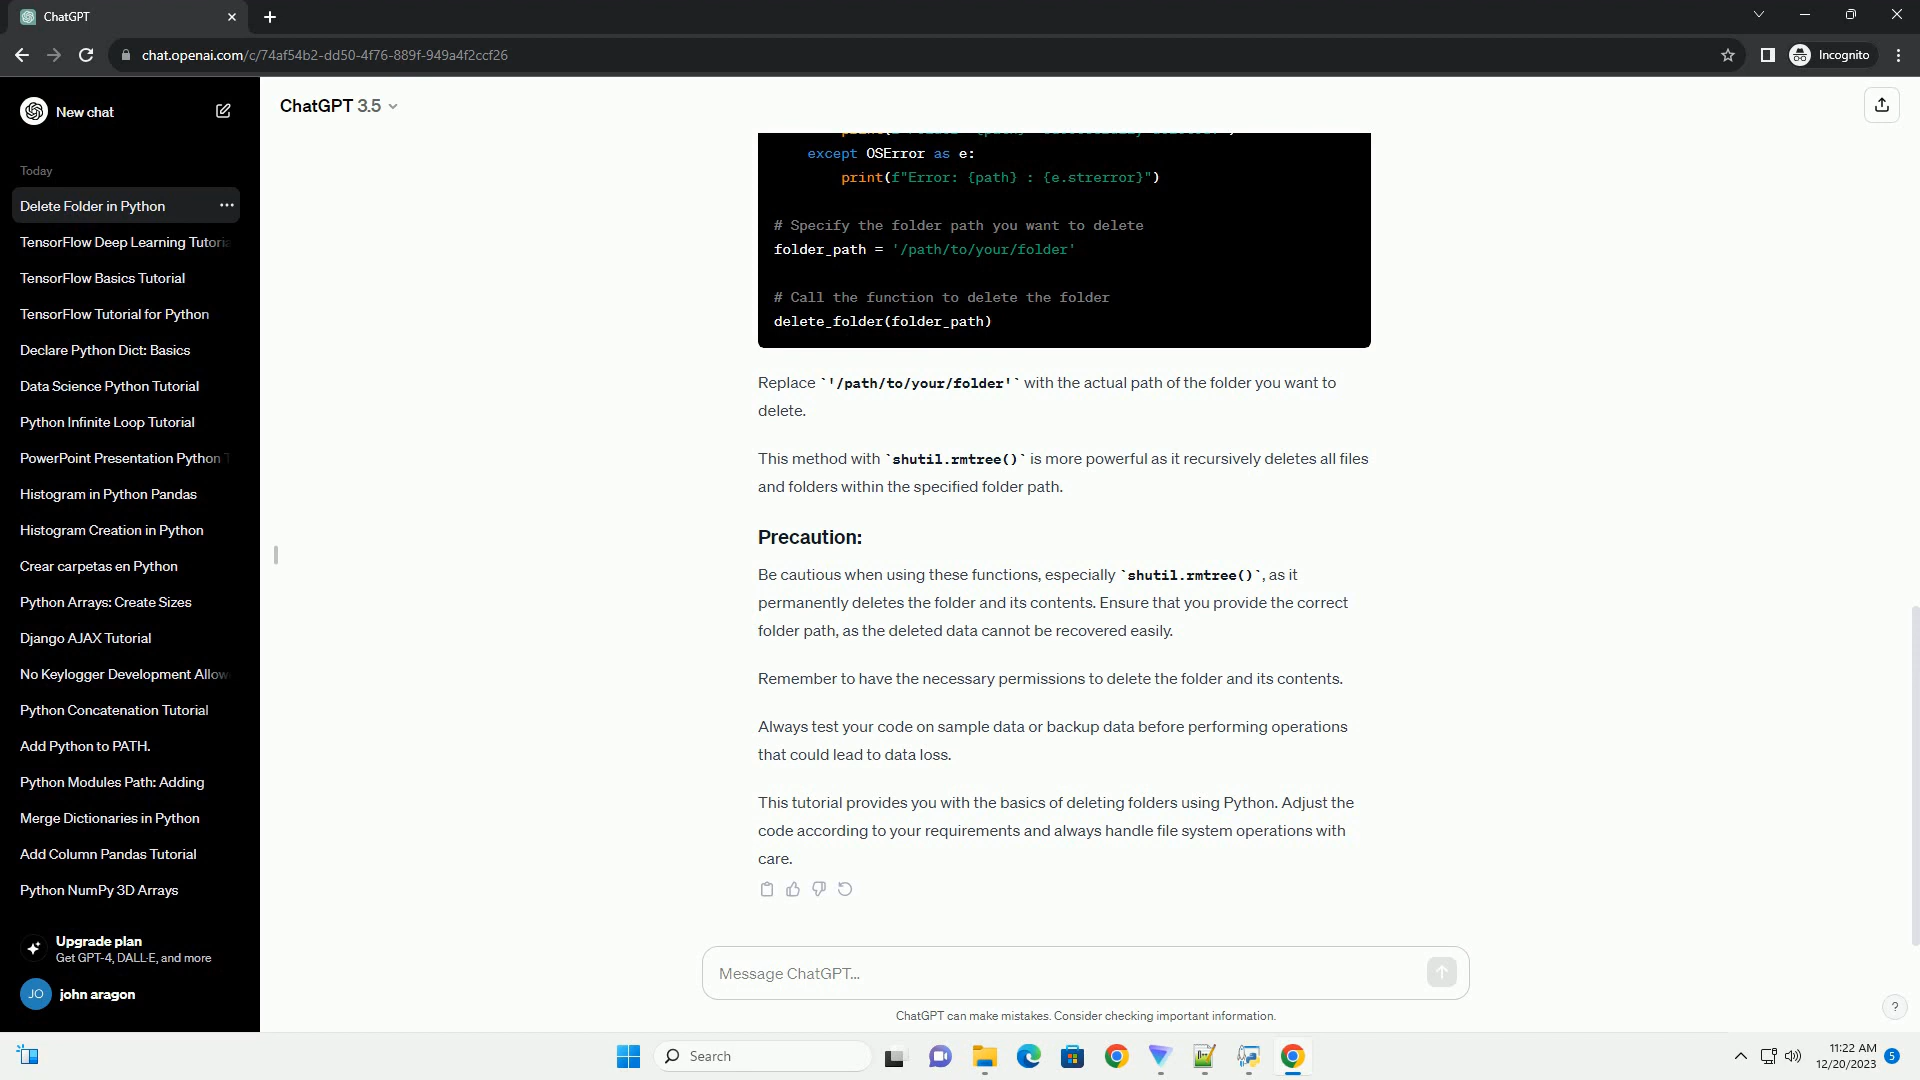 ChatGPT
chat.openai.com/c/74af54b2-dd50-4f76-889f-949a4f2ccf26
Incognito
New chat
Today
Delete Folder in Python
TensorFlow Deep Learning Tutoria
TensorFlow Basics Tutorial
TensorFlow Tutorial for Python
Declare Python Dict: Basics
Data Science Python Tutorial
Python Infinite Loop Tutorial
PowerPoint Presentation Python T
Histogram in Python Pandas
Histogram Creation in Python
Crear carpetas en Python
Python Arrays: Create Sizes
Django AJAX Tutorial
No Keylogger Development Allow
Python Concatenation Tutorial
Add Python to PATH.
Python Modules Path: Adding
Merge Dictionaries in Python
Add Column Pandas Tutorial
Python NumPy 3D Arrays
Upgrade plan
Get GPT-4, DALL·E, and more
JO john aragon
ChatGPT 3.5
except OSError as e:
print(f"Error: {path} : {e.strerror}")
# Specify the folder path you want to delete
folder_path = '/path/to/your/folder'
# Call the function to delete the folder
delete_folder(folder_path)
Replace `'/path/to/your/folder'` with the actual path of the folder you want to
delete.
This method with `shutil.rmtree()` is more powerful as it recursively deletes all files
and folders within the specified folder path.
Precaution:
Be cautious when using these functions, especially `shutil.rmtree()`, as it
permanently deletes the folder and its contents. Ensure that you provide the correct
folder path, as the deleted data cannot be recovered easily.
Remember to have the necessary permissions to delete the folder and its contents.
Always test your code on sample data or backup data before performing operations
that could lead to data loss.
This tutorial provides you with the basics of deleting folders using Python. Adjust the
code according to your requirements and always handle file system operations with
care.
Message ChatGPT...
ChatGPT can make mistakes. Consider checking important information.
?
Search
11:22 AM
12/20/2023
5